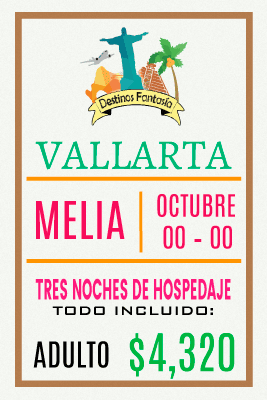 Destinos Fantasía
VALLARTA
MELIA
OCTUBRE
00 - 00
TRES NOCHES DE HOSPEDAJE
TODO INCLUIDO:
ADULTO $4,320